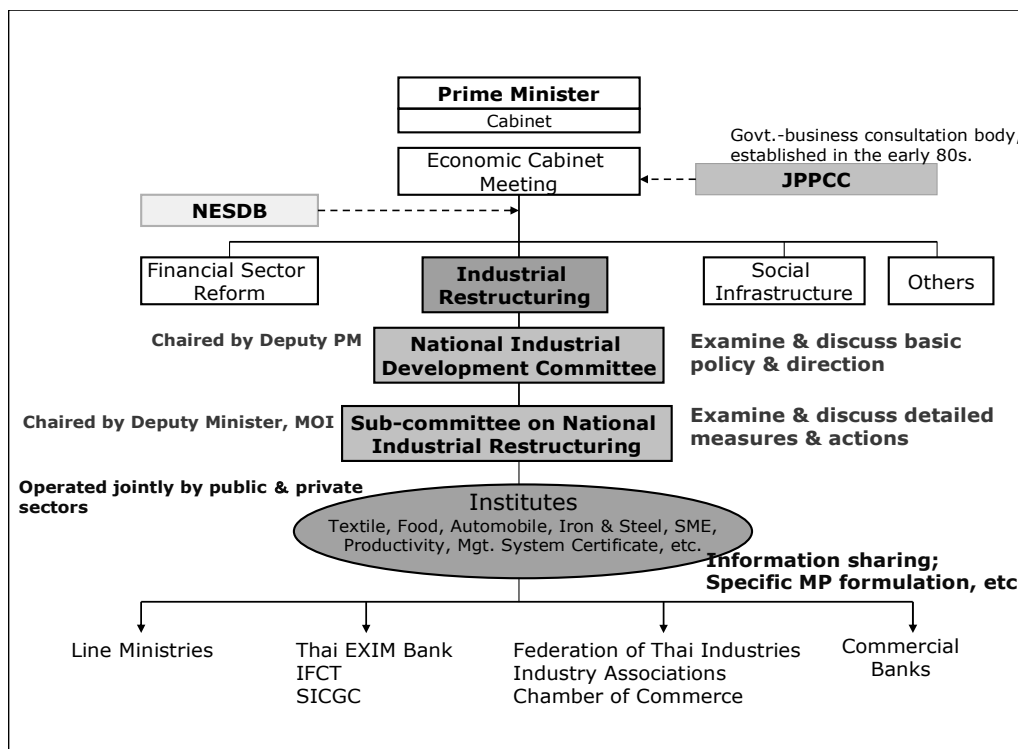 Prime Minister
Cabinet
Govt.-business consultation body,
established in the early 80s.
Economic Cabinet
Meeting
JPPCC
NESDB
Financial Sector
Reform
Industrial
Restructuring
Social
Infrastructure
Others
Chaired by Deputy PM
National Industrial
Development Committee
Examine & discuss basic
policy & direction
Chaired by Deputy Minister, MOI
Sub-committee on National
Industrial Restructuring
Examine & discuss detailed
measures & actions
Operated jointly by public & private
sectors
Institutes
Textile, Food, Automobile, Iron & Steel, SME,
Productivity, Mgt. System Certificate, etc.
Information sharing;
Specific MP formulation, etc
Line Ministries
Thai EXIM Bank
IFCT
SICGC
Federation of Thai Industries
Industry Associations
Chamber of Commerce
Commercial
Banks